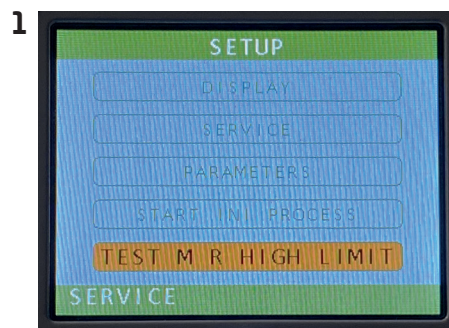 1
SETUP
DISPLAY
SERVICE
PARAMETERS
START INI PROCESS
TEST M R HIGH LIMIT
SERVICE